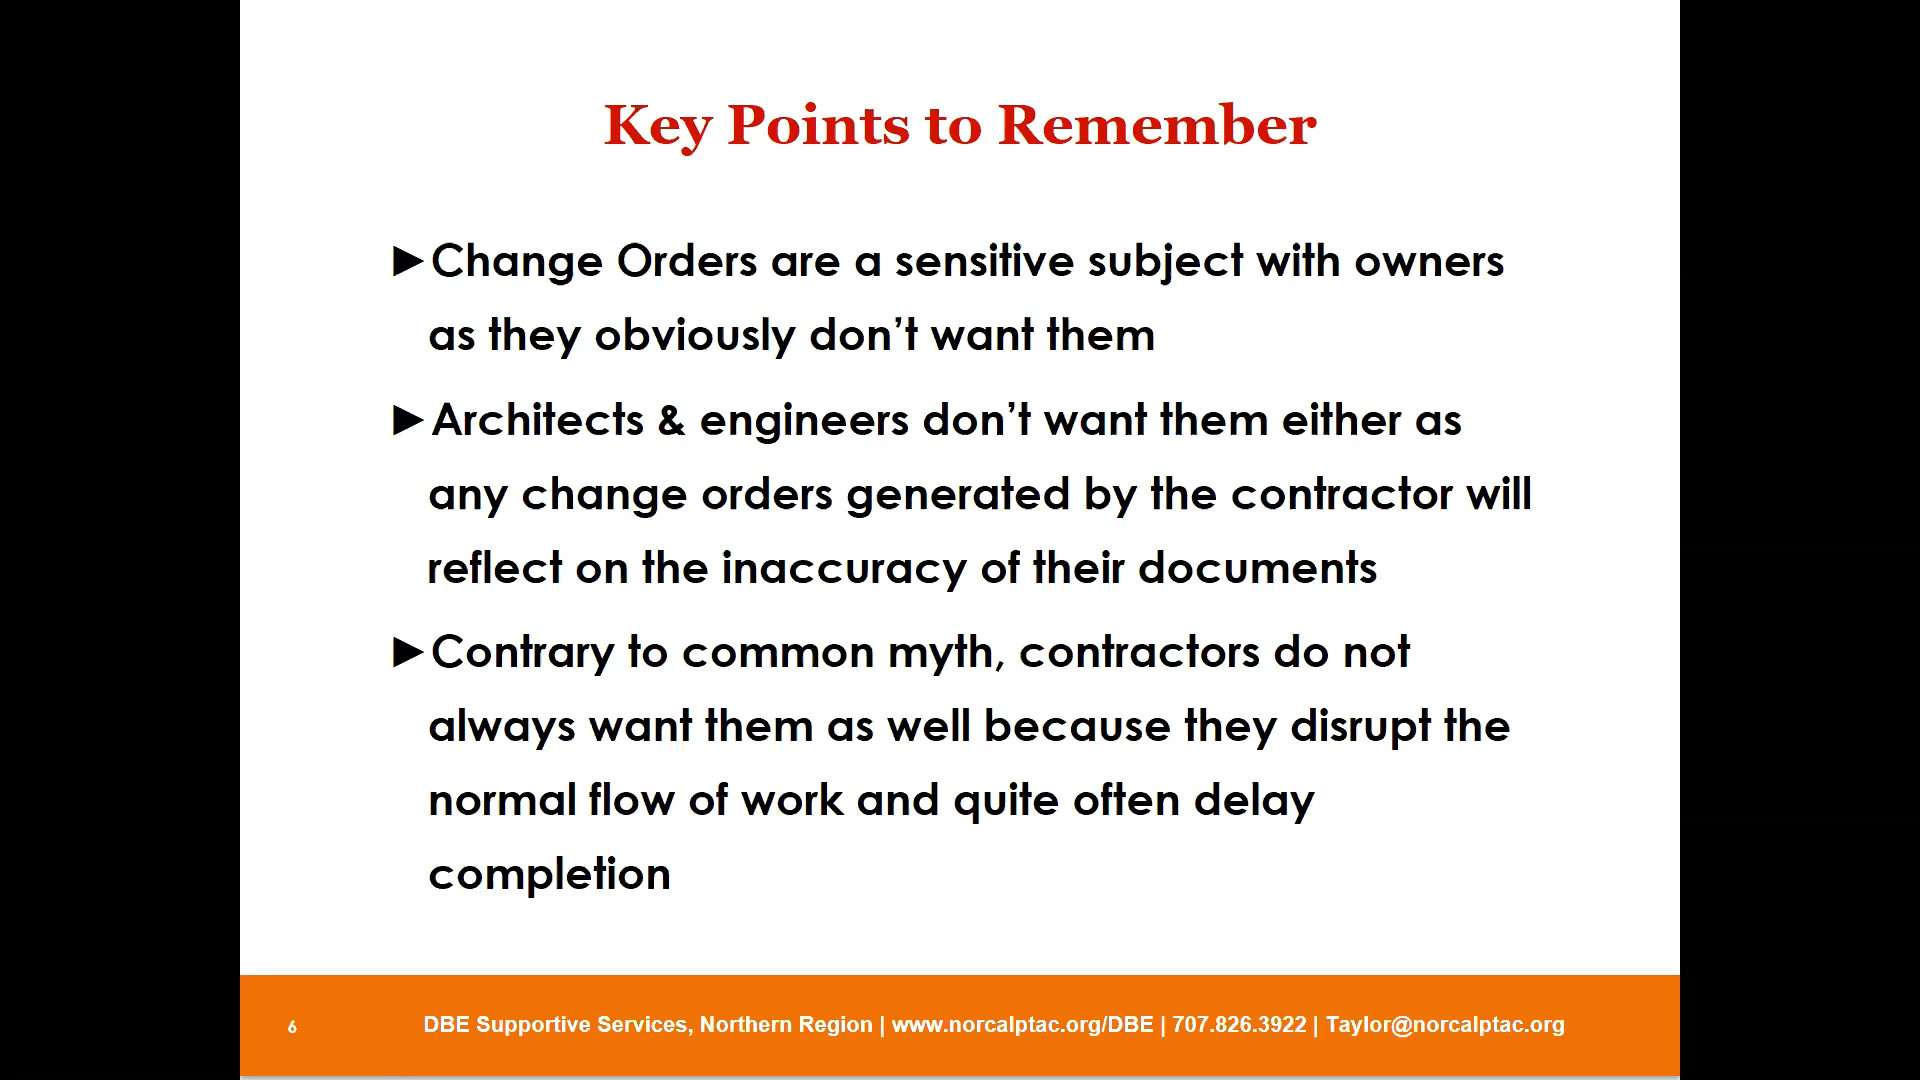 Key Points to Remember
►Change Orders are a sensitive subject with owners
as they obviously don’t want them
►Architects & engineers don’t want them either as
any change orders generated by the contractor will
reflect on the inaccuracy of their documents
►Contrary to common myth, contractors do not
always want them as well because they disrupt the
normal flow of work and quite often delay
completion
6 DBE Supportive Services, Northern Region | www.norcalptac.org/DBE | 707.826.3922 | Taylor@norcalptac.org